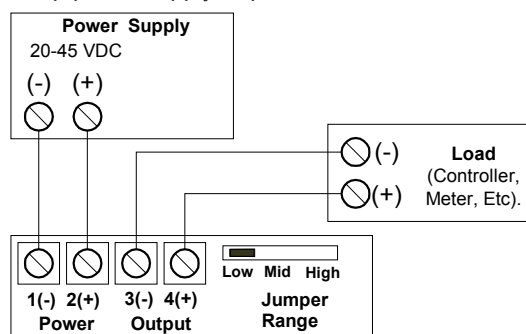 Power Supply
20-45 VDC
(-) (+)
(-) Load
(Controller,
(+) Meter, Etc).
Low Mid High
1(-) 2(+) 3(-) 4(+) Jumper
Power Output Range